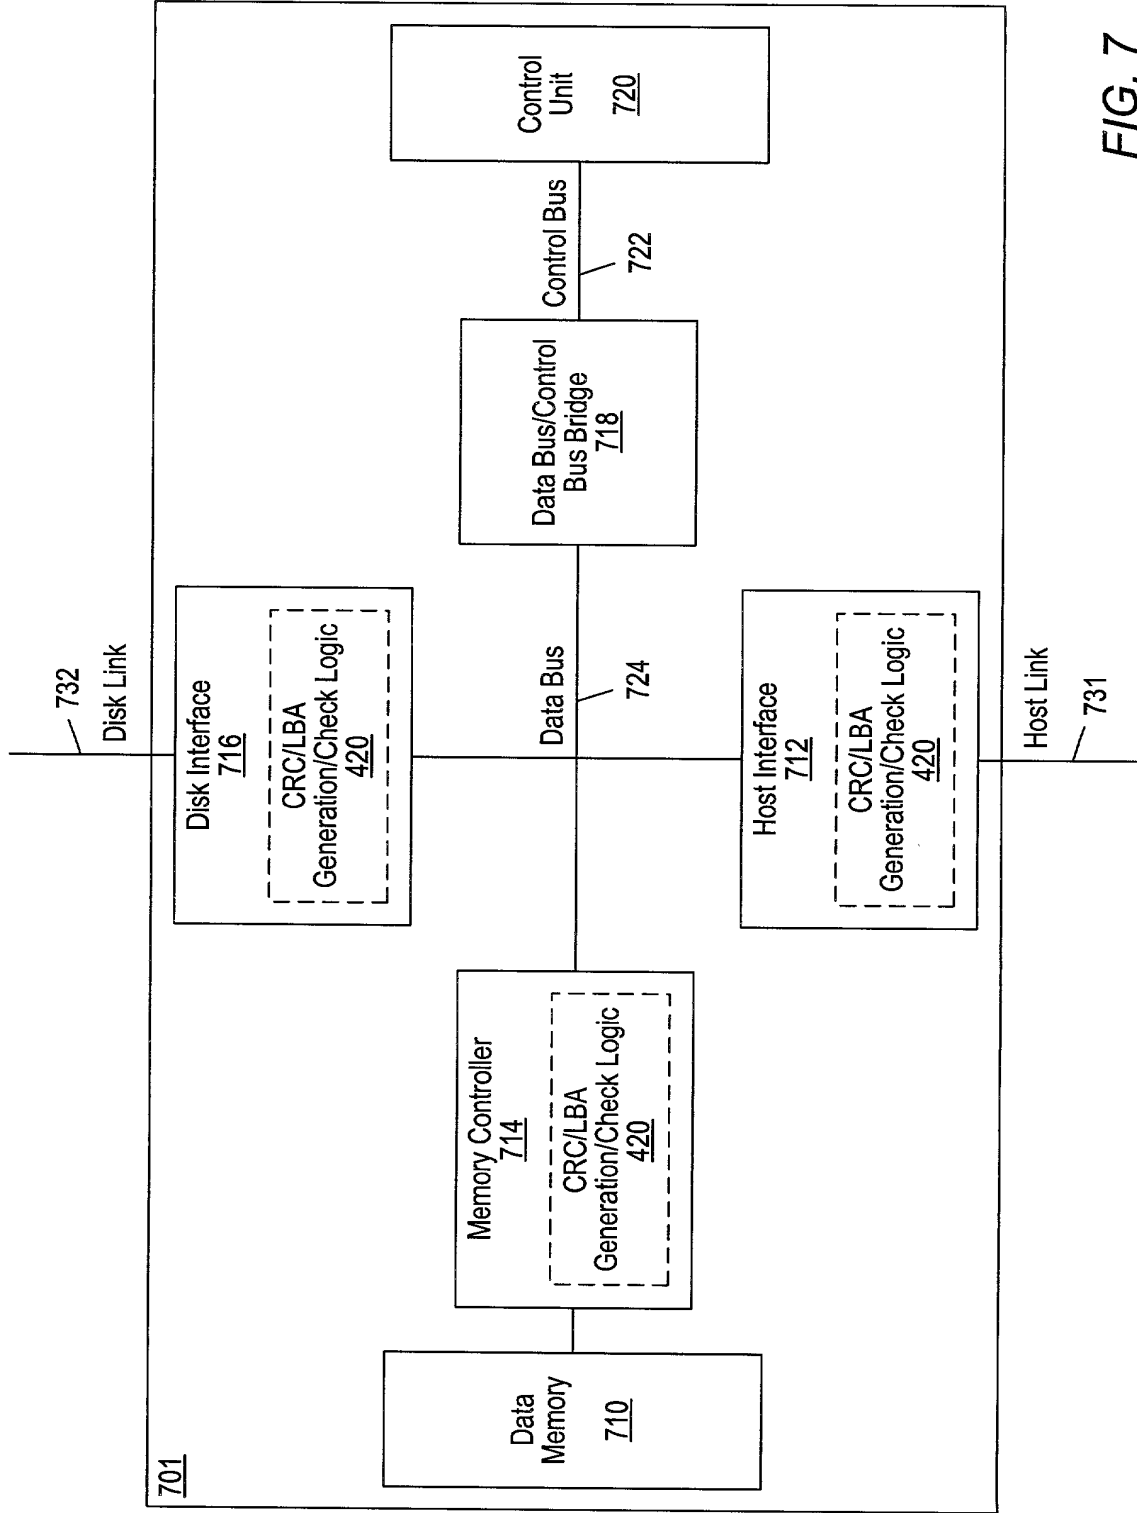 701
732
Disk Link
Disk Interface
716
CRC/LBA
Generation/Check Logic
420
Data
Memory
710
Memory Controller
714
CRC/LBA
Generation/Check Logic
420
Data Bus
724
Data Bus/Control
Bus Bridge
718
Control Bus
722
Control
Unit
720
Host Interface
712
CRC/LBA
Generation/Check Logic
420
Host Link
731
FIG. 7